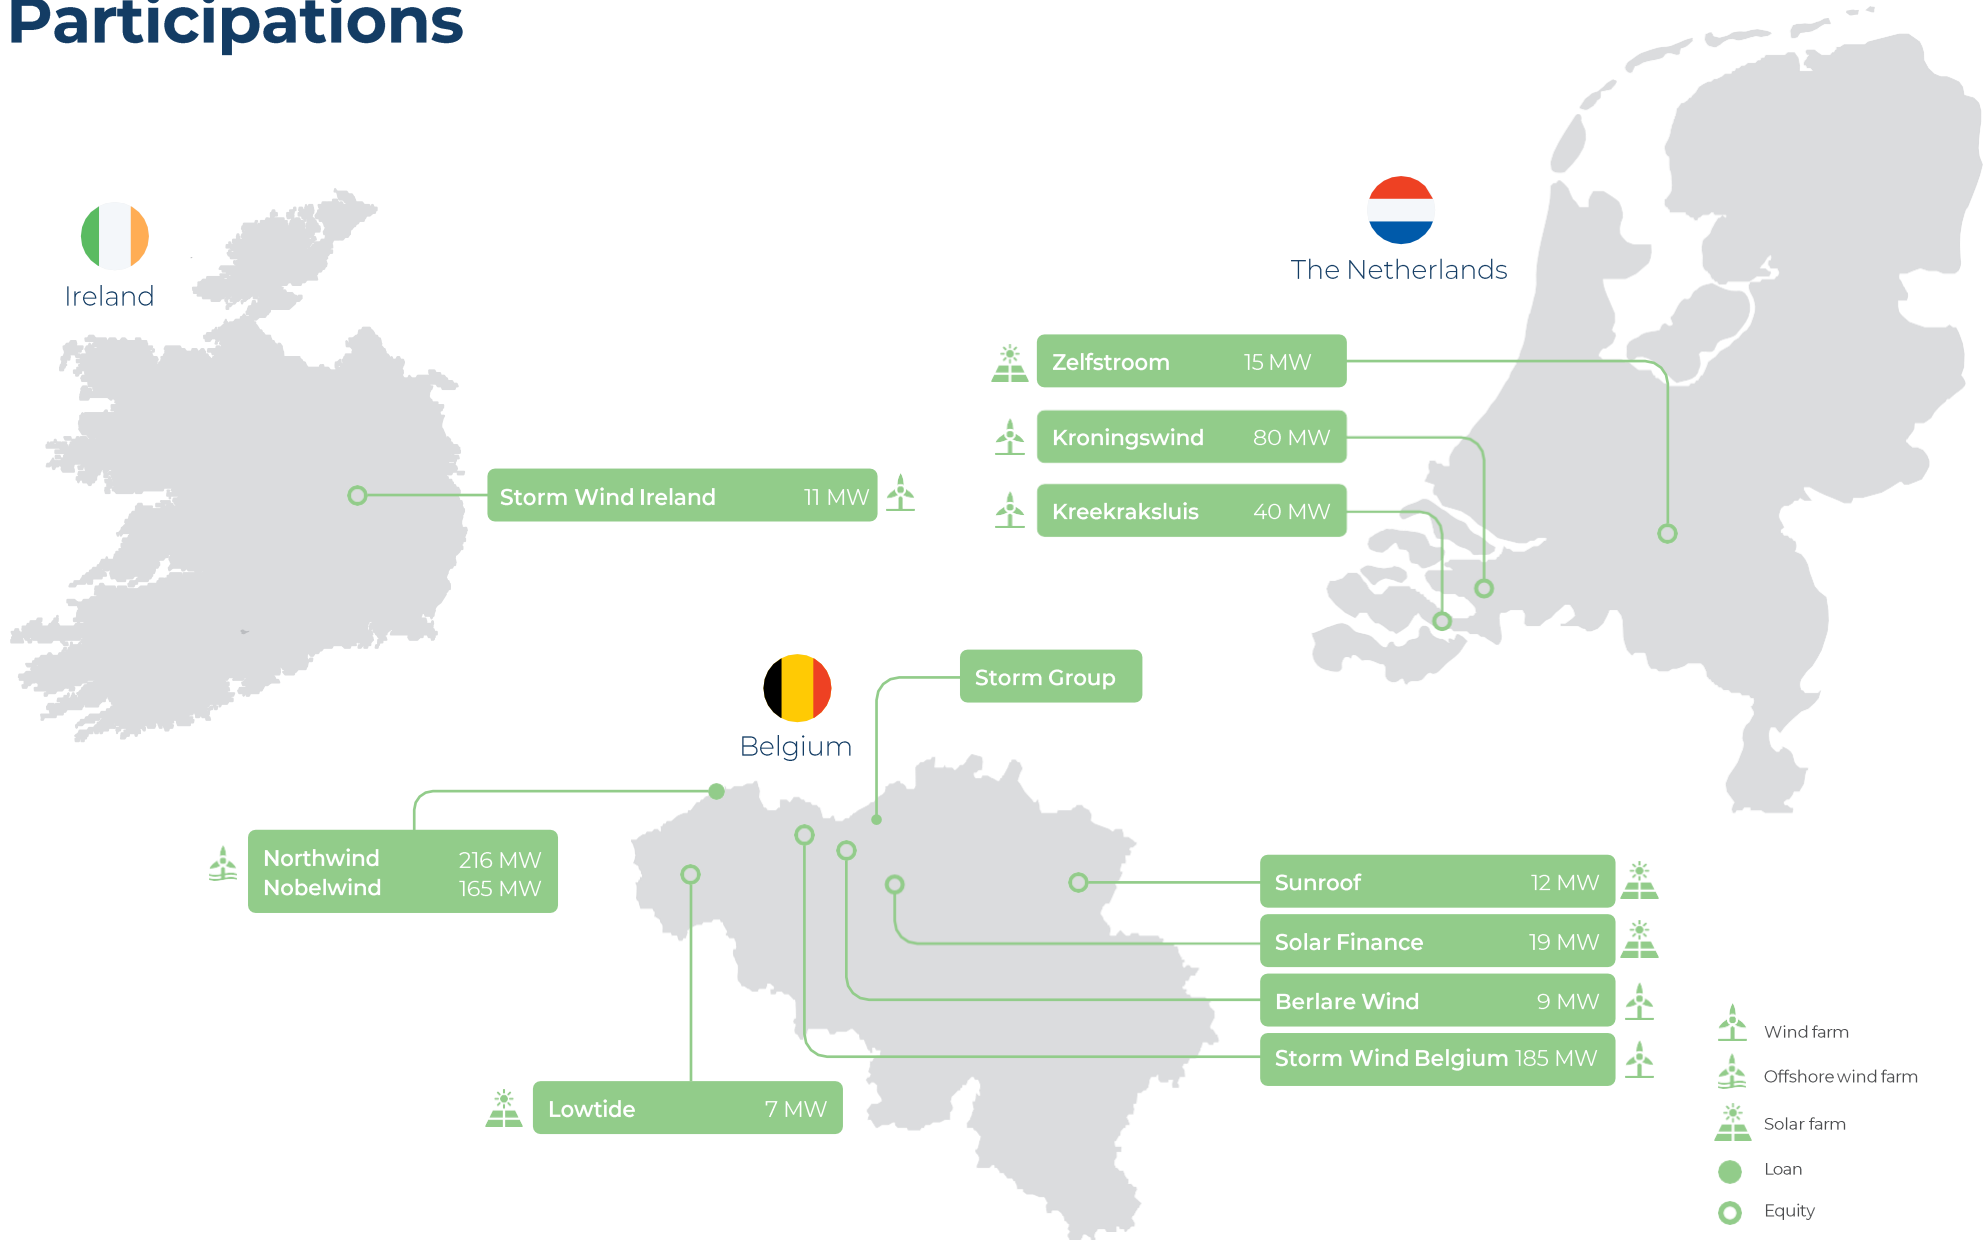 Participations
Ireland
The Netherlands
Zelfstroom 15 MW
Kroningswind 80 MW
Kreekraksluis 40 MW
Storm Wind Ireland 11 MW
Storm Group
Belgium
Northwind 216 MW
Nobelwind 165 MW
Sunroof 12 MW
Solar Finance 19 MW
Berlare Wind 9 MW
Storm Wind Belgium 185 MW
Lowtide 7 MW
Wind farm
Offshore wind farm
Solar farm
Loan
Equity